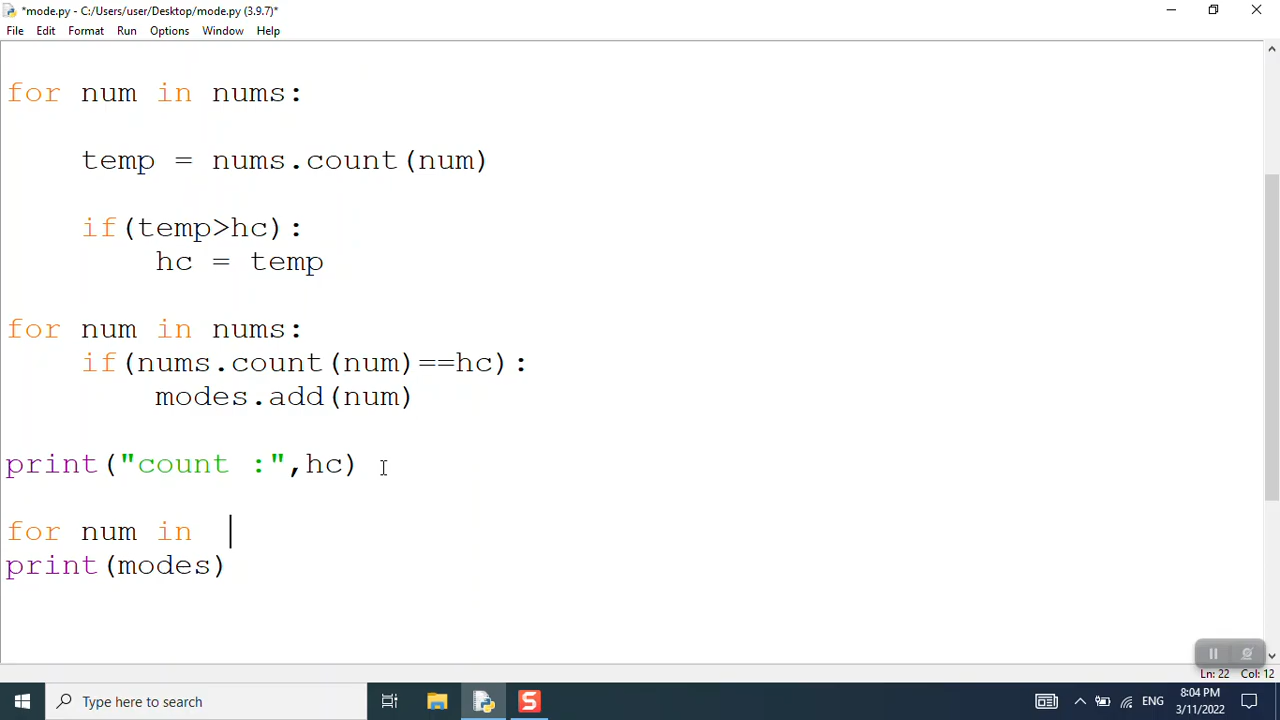 *mode.py - C:/Users/user/Desktop/mode.py (3.9.7)*
File Edit Format Run Options Window Help
for num in nums:
temp = nums.count(num)
if(temp>hc):
hc = temp
for num in nums:
if(nums.count(num)==hc):
modes.add(num)
print("count :",hc)
for num in
print(modes)
Ln: 22 Col: 12
Type here to search
S
ENG
8:04 PM
3/11/2022